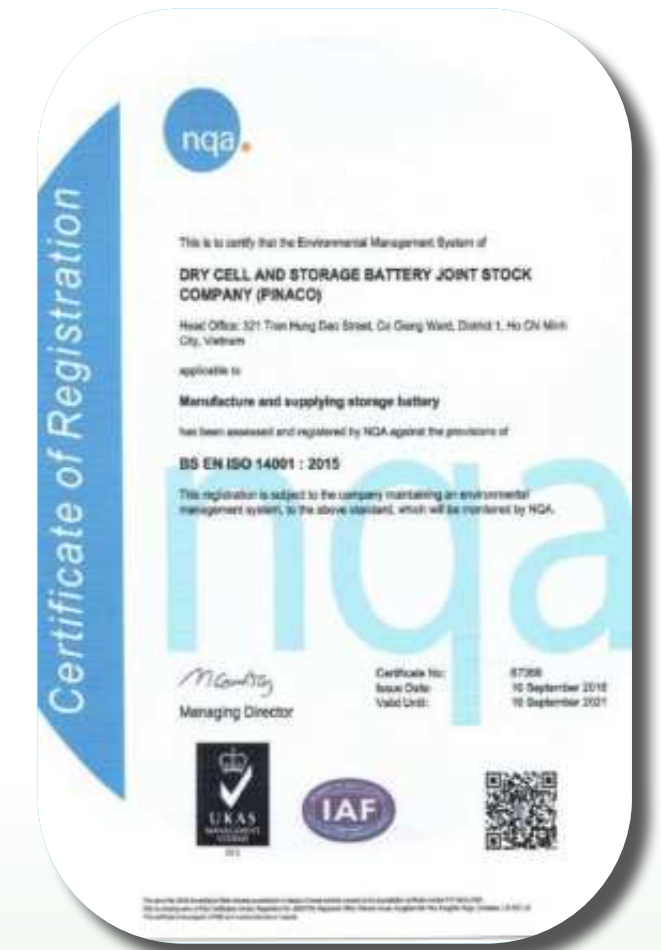 nqa.
Certificate of Registration
This is to certify that the Environmental Management System of
DRY CELL AND STORAGE BATTERY JOINT STOCK
COMPANY (PINACO)
Head Office: 321 Tran Hung Dao Street, Co Giang Ward, District 1, Ho Chi Minh
City, Vietnam
applicable to
Manufacture and supplying storage battery
has been assessed and registered by NQA against the provisions of
BS EN ISO 14001 : 2015
This registration is subject to the company maintaining an environmental
management system, to the above standard, which will be monitored by NQA.
nqa
Managing Director
Certificate No:
Issue Date: September 2018
Valid Until: September 2021
UKAS
MANAGEMENT
SYSTEMS
IAF